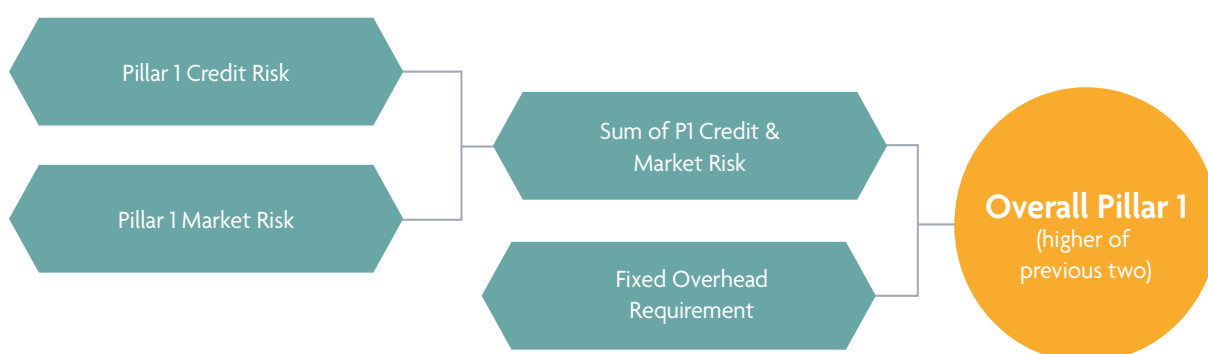 Pillar 1 Credit Risk
Pillar 1 Market Risk
Sum of P1 Credit &
Market Risk
Fixed Overhead
Requirement
Overall Pillar 1
(higher of
previous two)